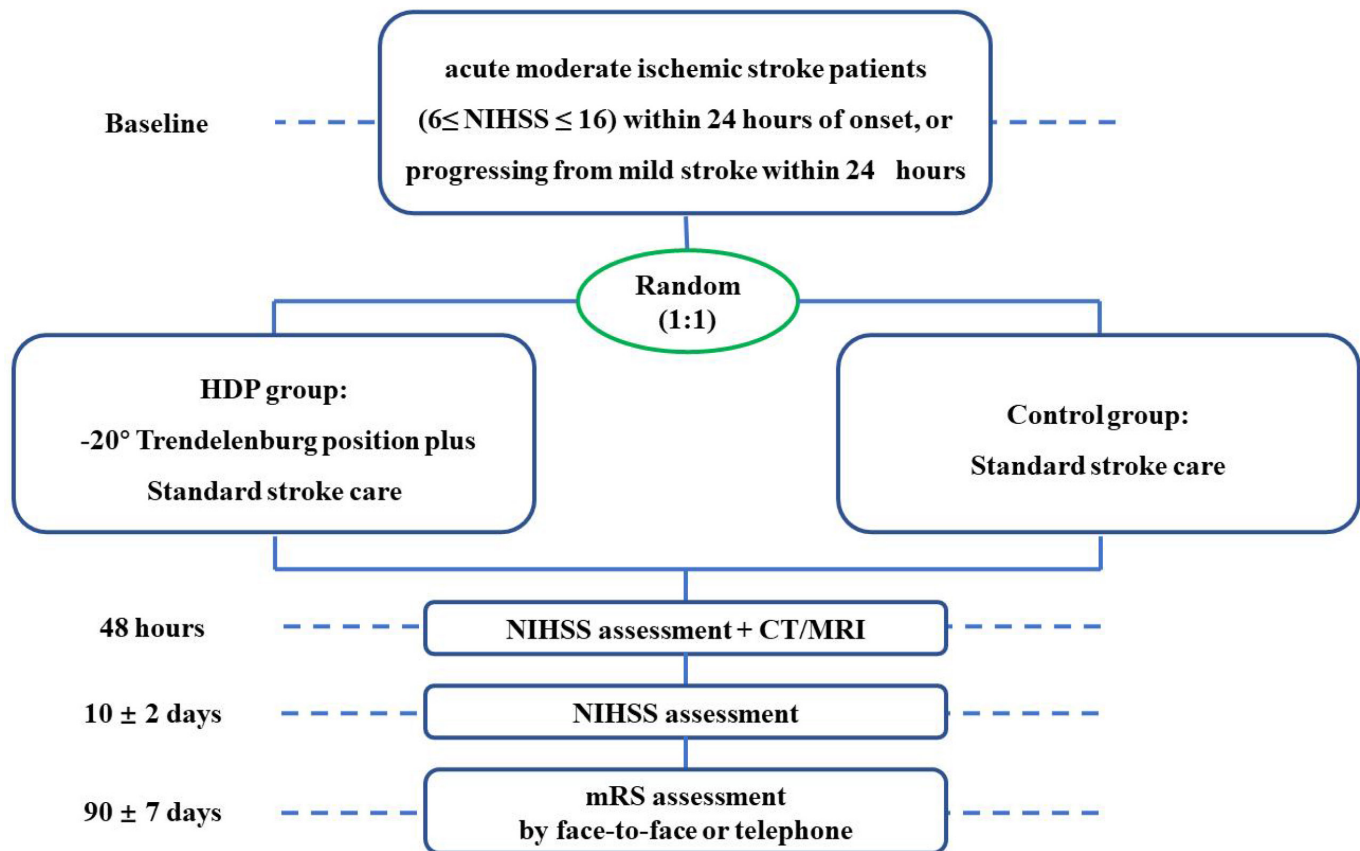 Baseline
acute moderate ischemic stroke patients
(6≤ NIHSS ≤ 16) within 24 hours of onset, or
progressing from mild stroke within 24 hours
Random
(1:1)
HDP group:
-20° Trendelenburg position plus
Standard stroke care
Control group:
Standard stroke care
48 hours
NIHSS assessment + CT/MRI
10 ± 2 days
NIHSS assessment
90 ± 7 days
mRS assessment
by face-to-face or telephone